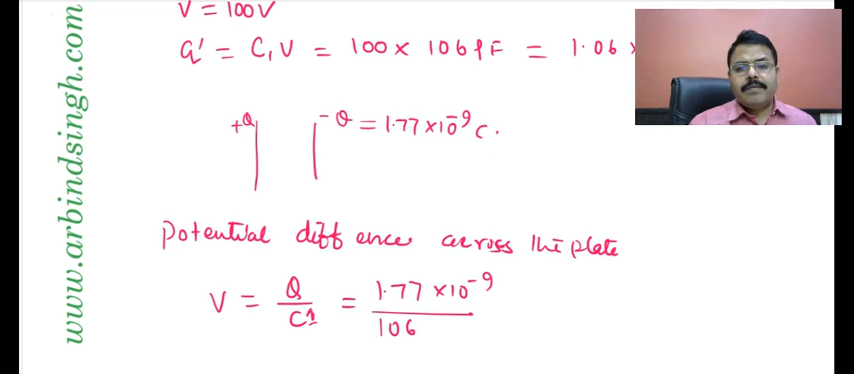 www.arbindsingh.com
V = 100V
Q' = C₁V = 100 × 106 PF = 1.06 ×
+Q
-Q = 1.77 × 10⁻⁹ C.
potential difference across the plate
V = Q/C' = 1.77 × 10⁻⁹/106